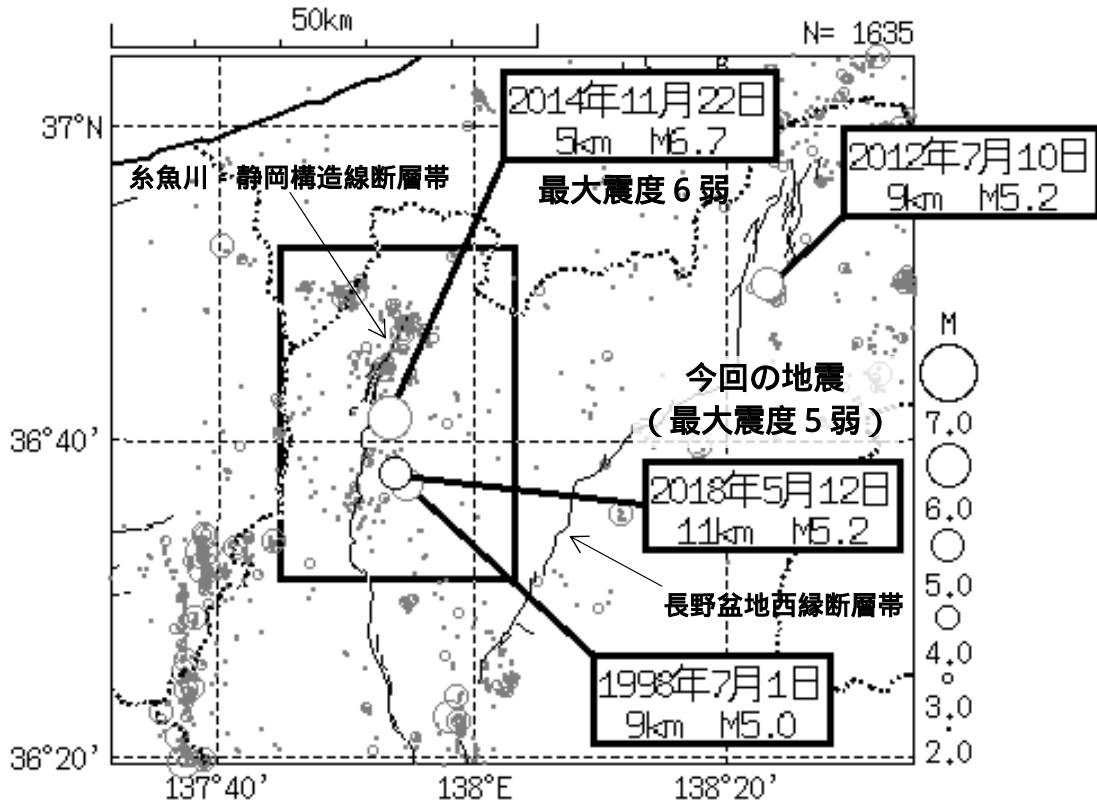 50km
N= 1635
2014年11月22日
5km M6.7
最大震度６弱
37°N
2012年7月10日
9km M5.2
糸魚川－静岡構造線断層帯
M
7.0
6.0
5.0
4.0
3.0
2.0
今回の地震
（最大震度５弱）
36°40'
2018年5月12日
11km M5.2
長野盆地西縁断層帯
1998年7月1日
9km M5.0
36°20'
137°40'
138°E
138°20'